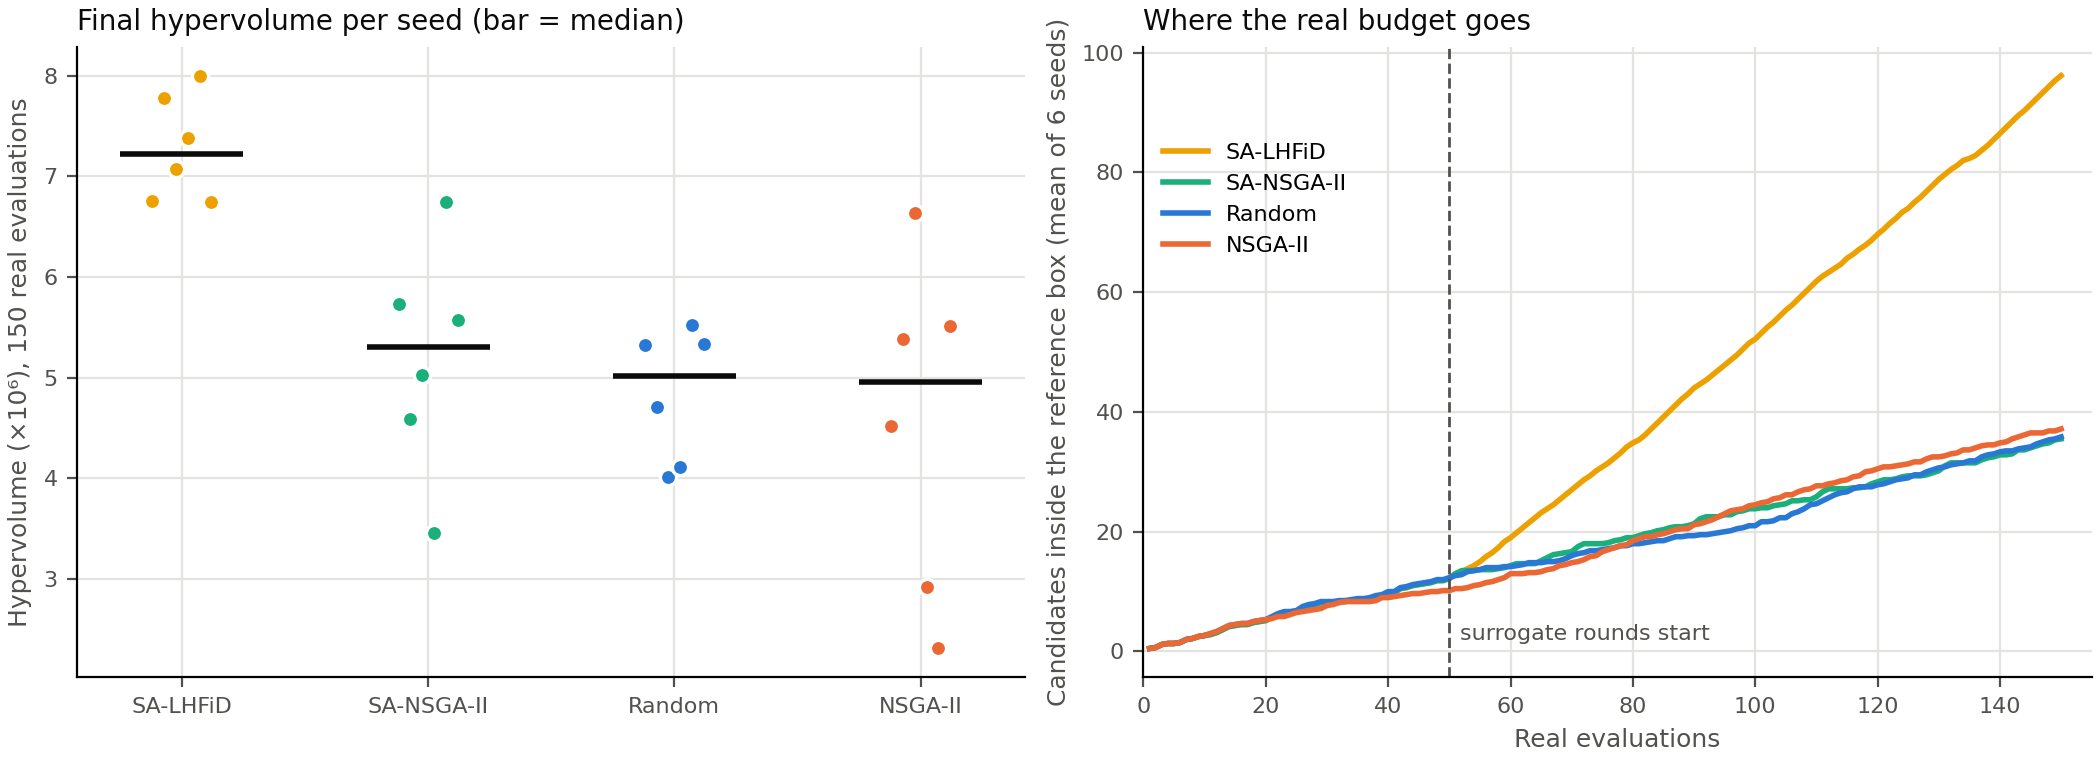 Final hypervolume per seed (bar = median)
Hypervolume (×10⁶), 150 real evaluations
8
7
6
5
4
3
SA-LHFiD
SA-NSGA-II
Random
NSGA-II
Where the real budget goes
Candidates inside the reference box (mean of 6 seeds)
100
80
60
40
20
0
SA-LHFiD
SA-NSGA-II
Random
NSGA-II
surrogate rounds start
0
20
40
60
80
100
120
140
Real evaluations